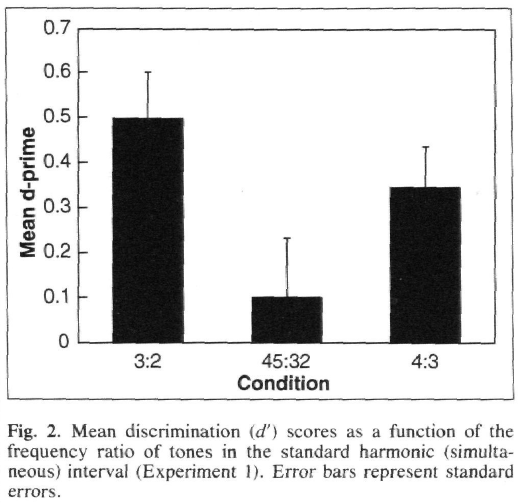 0.7
0.6
0.5
0.4
0.3
0.2
0.1
0
Mean d-prime
3:2 45:32 4:3
Condition
Fig. 2. Mean discrimination (d′) scores as a function of the
frequency ratio of tones in the standard harmonic (simulta-
neous) interval (Experiment 1). Error bars represent standard
errors.